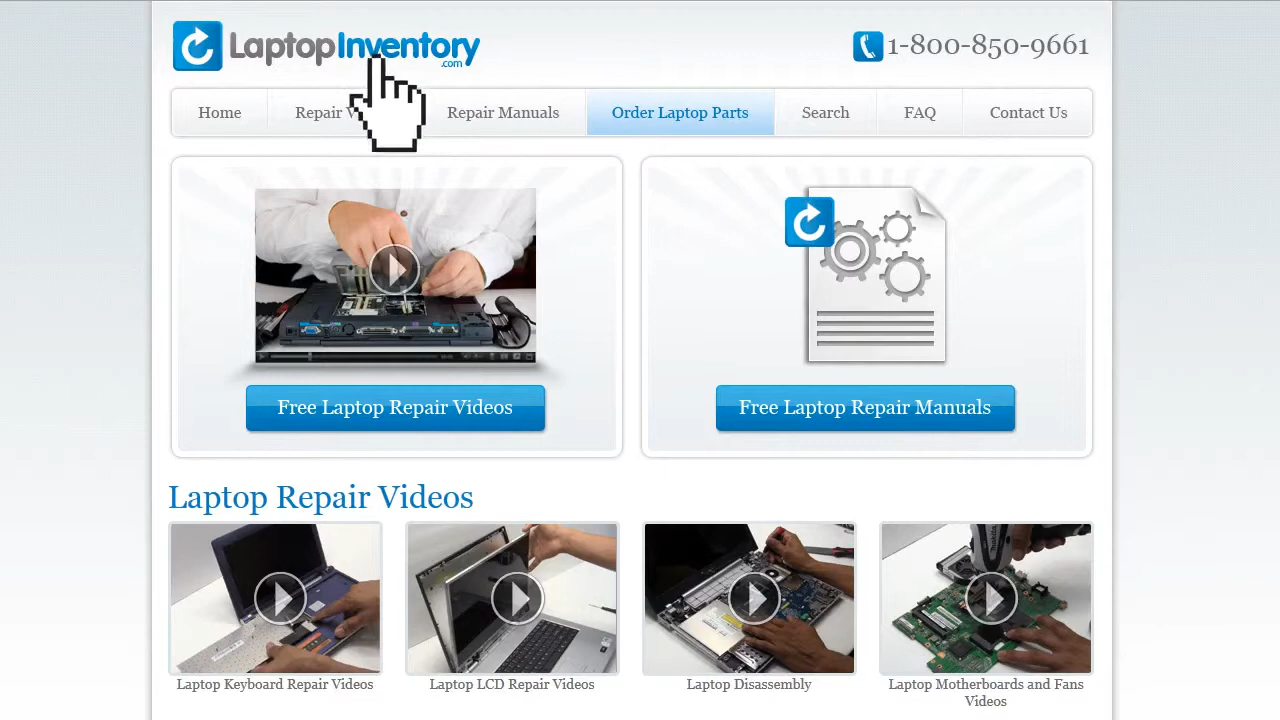 LaptopInventory
.com
1-800-850-9661
Home
Repair V
Repair Manuals
Order Laptop Parts
Search
FAQ
Contact Us
Free Laptop Repair Videos
Free Laptop Repair Manuals
Laptop Repair Videos
Laptop Keyboard Repair Videos
Laptop LCD Repair Videos
Laptop Disassembly
Laptop Motherboards and Fans
Videos